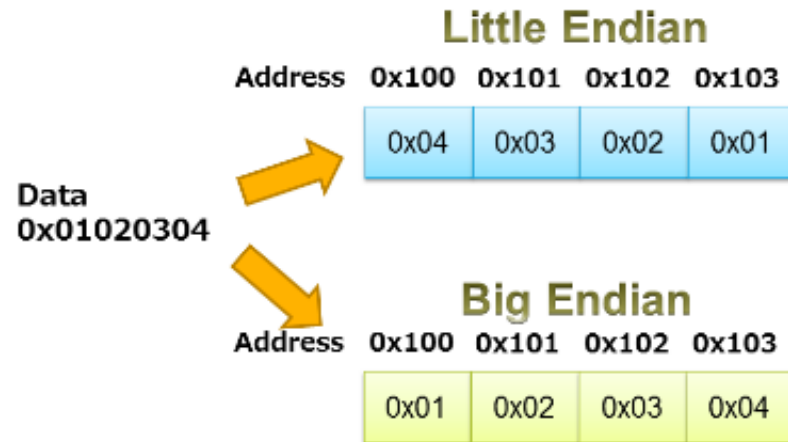 Little Endian
Address 0x100 0x101 0x102 0x103
0x04 0x03 0x02 0x01
Data
0x01020304
Big Endian
Address 0x100 0x101 0x102 0x103
0x01 0x02 0x03 0x04